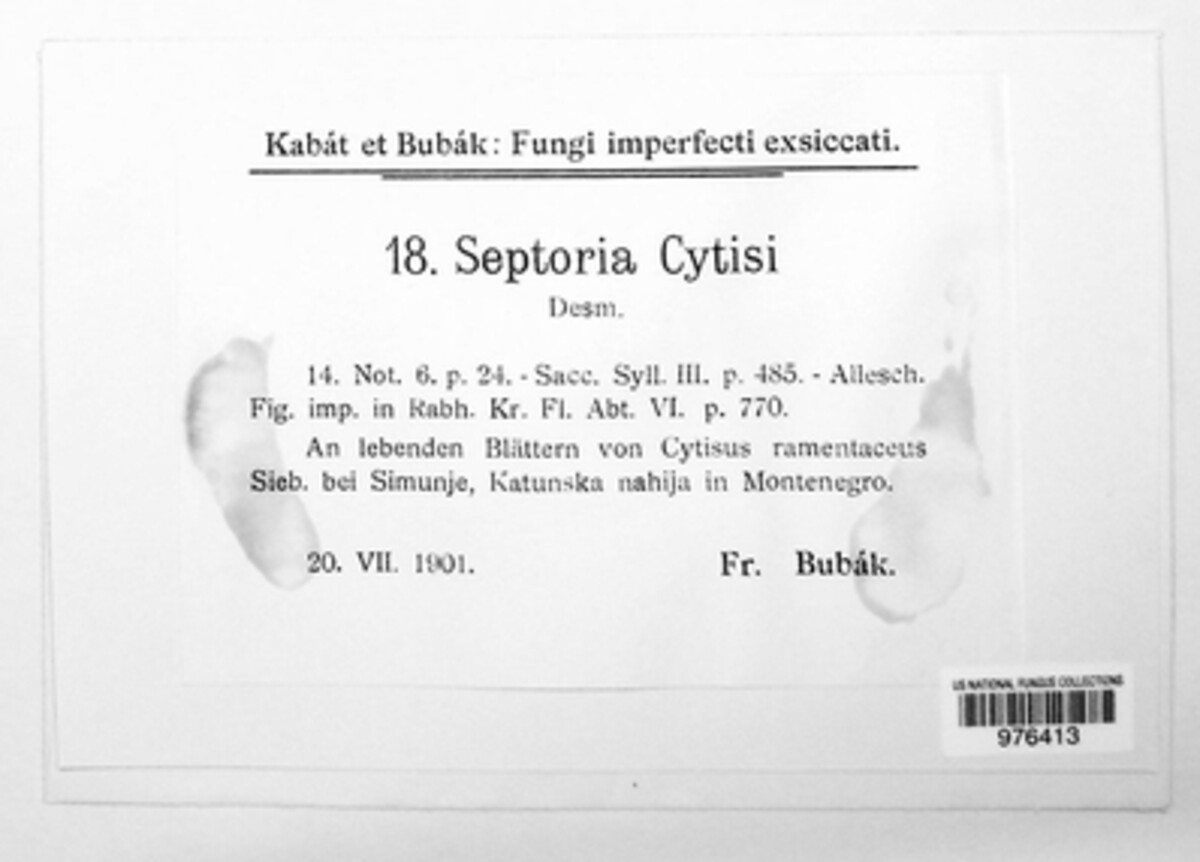 Kabát et Bubák: Fungi imperfecti exsiccati.
18. Septoria Cytisi
Desm.
14. Not. 6. p. 24. - Sacc. Syll. III. p. 485. - Allesch.
Fig. imp. in Rabh. Kr. Fl. Abt. VI. p. 770.
An lebenden Blättern von Cytisus ramentaceus
Sieb. bei Simunje, Katunska nahija in Montenegro.
20. VII. 1901. Fr. Bubák.
US NATIONAL FUNGUS COLLECTIONS
976413